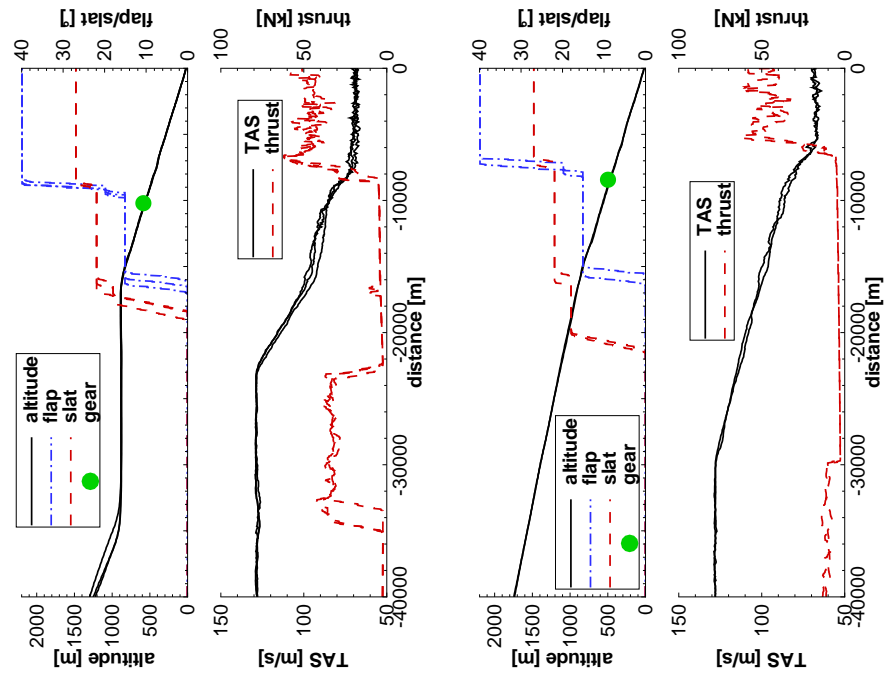 altitude [m]
0
500
1000
1500
2000
flap/slat [°]
0
10
20
30
40
altitude
flap
slat
gear
TAS [m/s]
50
100
150
thrust [kN]
0
50
100
distance [m]
-40000
-30000
-20000
-10000
0
TAS
thrust
altitude [m]
0
500
1000
1500
2000
flap/slat [°]
0
10
20
30
40
altitude
flap
slat
gear
TAS [m/s]
50
100
150
thrust [kN]
0
50
100
distance [m]
-40000
-30000
-20000
-10000
0
TAS
thrust